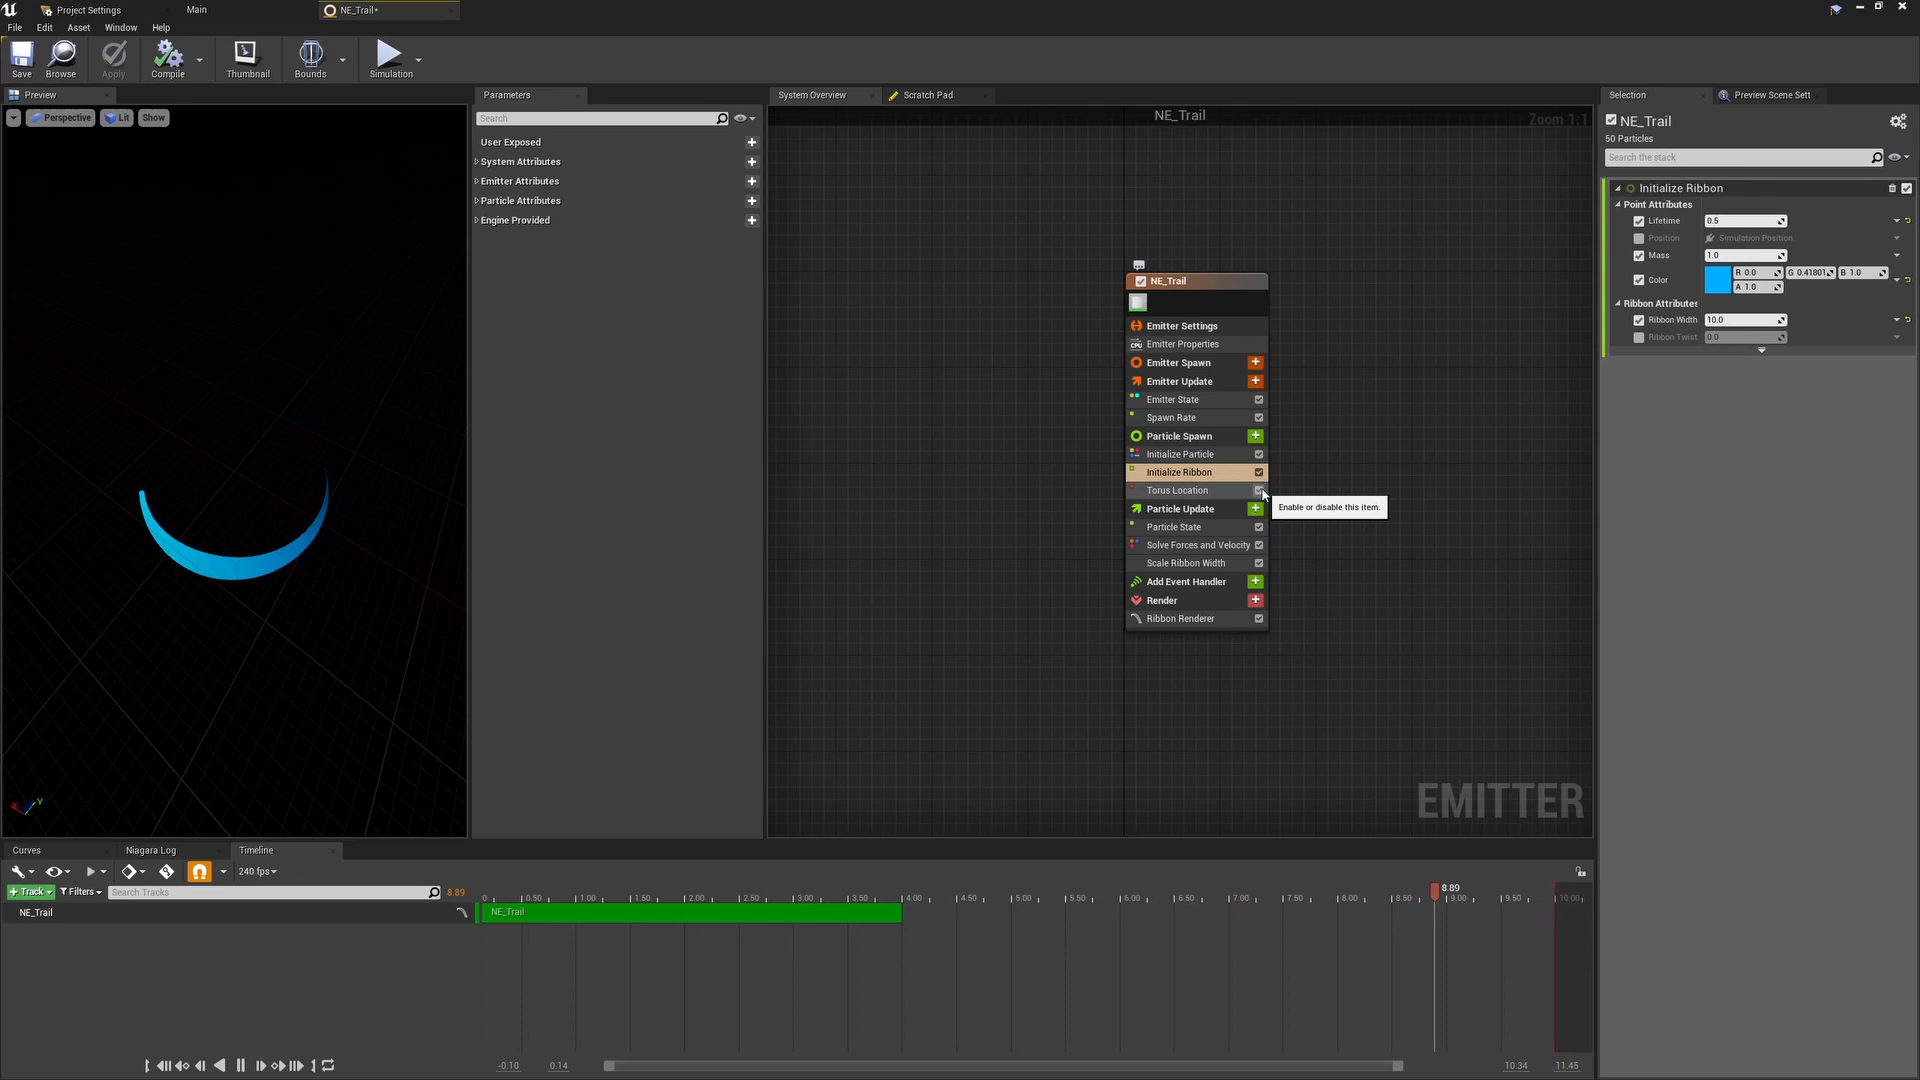 Project Settings
Main
NE_Trail*
File
Edit
Asset
Window
Help
Save
Browse
Apply
Compile
Thumbnail
Bounds
Simulation
Preview
Perspective
Lit
Show
Parameters
Search
User Exposed
System Attributes
Emitter Attributes
Particle Attributes
Engine Provided
System Overview
Scratch Pad
NE_Trail
Zoom 1:1
NE_Trail
Emitter Settings
CPU
Emitter Properties
Emitter Spawn
Emitter Update
Emitter State
Spawn Rate
Particle Spawn
Initialize Particle
Initialize Ribbon
Torus Location
Enable or disable this item.
Particle Update
Particle State
Solve Forces and Velocity
Scale Ribbon Width
Add Event Handler
Render
Ribbon Renderer
EMITTER
Selection
Preview Scene Sett
NE_Trail
50 Particles
Search the stack
Initialize Ribbon
Point Attributes
Lifetime 0.5
Position Simulation Position
Mass 1.0
Color R 0.0 G 0.41801 B 1.0
A 1.0
Ribbon Attributes
Ribbon Width 10.0
Ribbon Twist 0.0
X
Y
Curves
Niagara Log
Timeline
240 fps
+ Track
Filters
Search Tracks
8.89
0 0.50 1.00 1.50 2.00 2.50 3.00 3.50 4.00 4.50 5.00 5.50 6.00 6.50 7.00 7.50 8.00 8.50 9.00 9.50 10.00
8.89
NE_Trail
NE_Trail
-0.10
0.14
10.34
11.45